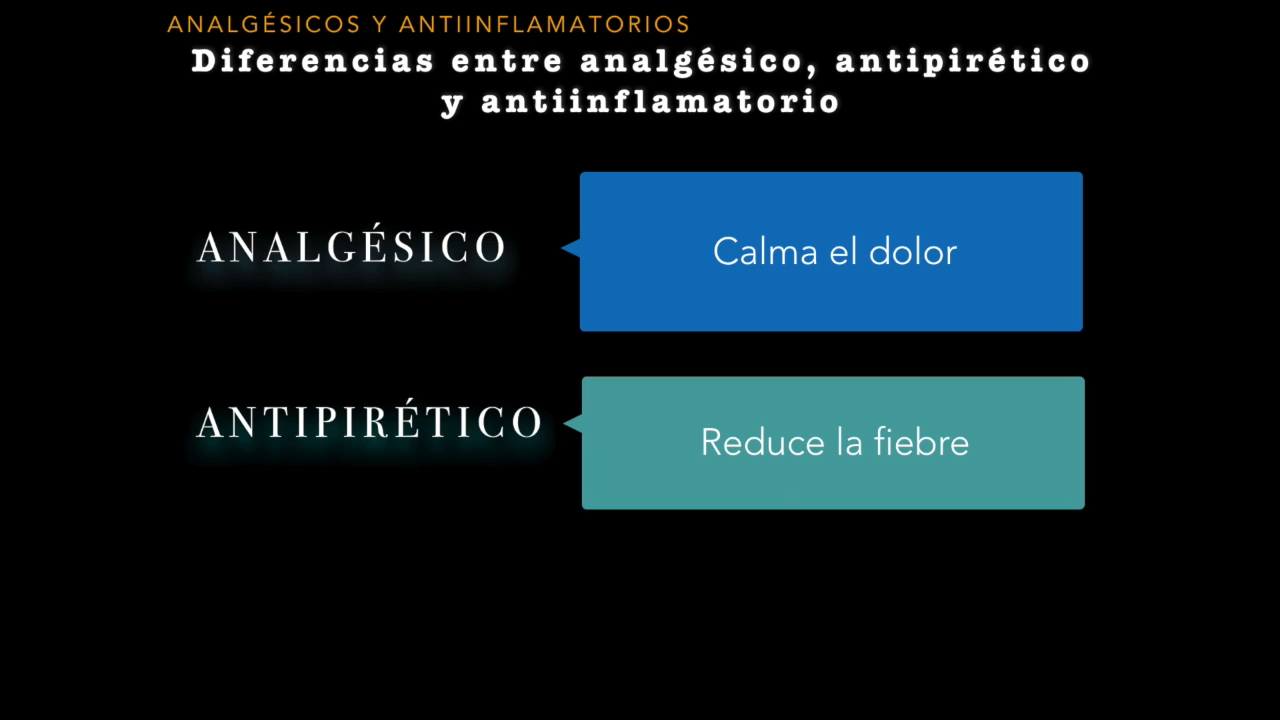 ANALGÉSICOS Y ANTIINFLAMATORIOS
Diferencias entre analgésico, antipirético
y antiinflamatorio
ANALGÉSICO
Calma el dolor
ANTIPIRÉTICO
Reduce la fiebre